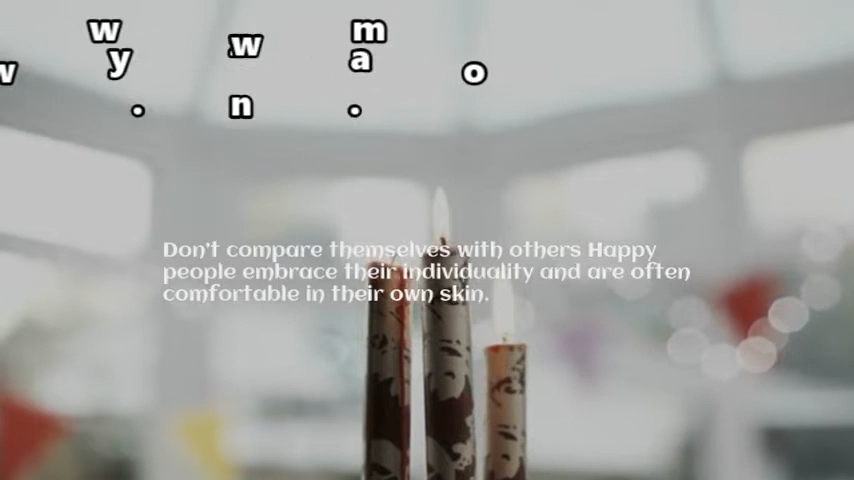 w m
w
y a
w o
. n .
Don't compare themselves with others Happy
people embrace their individuality and are often
comfortable in their own skin.